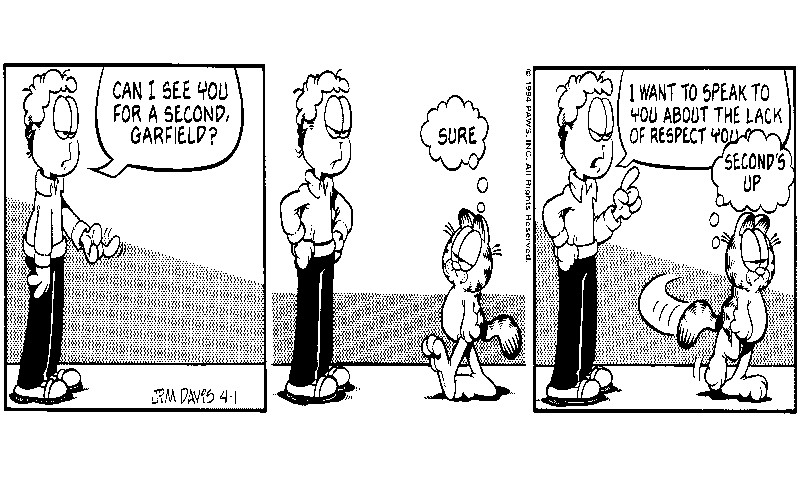 CAN I SEE YOU
FOR A SECOND,
GARFIELD?
JIM DAVIS 4-1
SURE
© 1994 PAWS, INC. All Rights Reserved.
I WANT TO SPEAK TO
YOU ABOUT THE LACK
OF RESPECT YOU
SECOND'S
UP